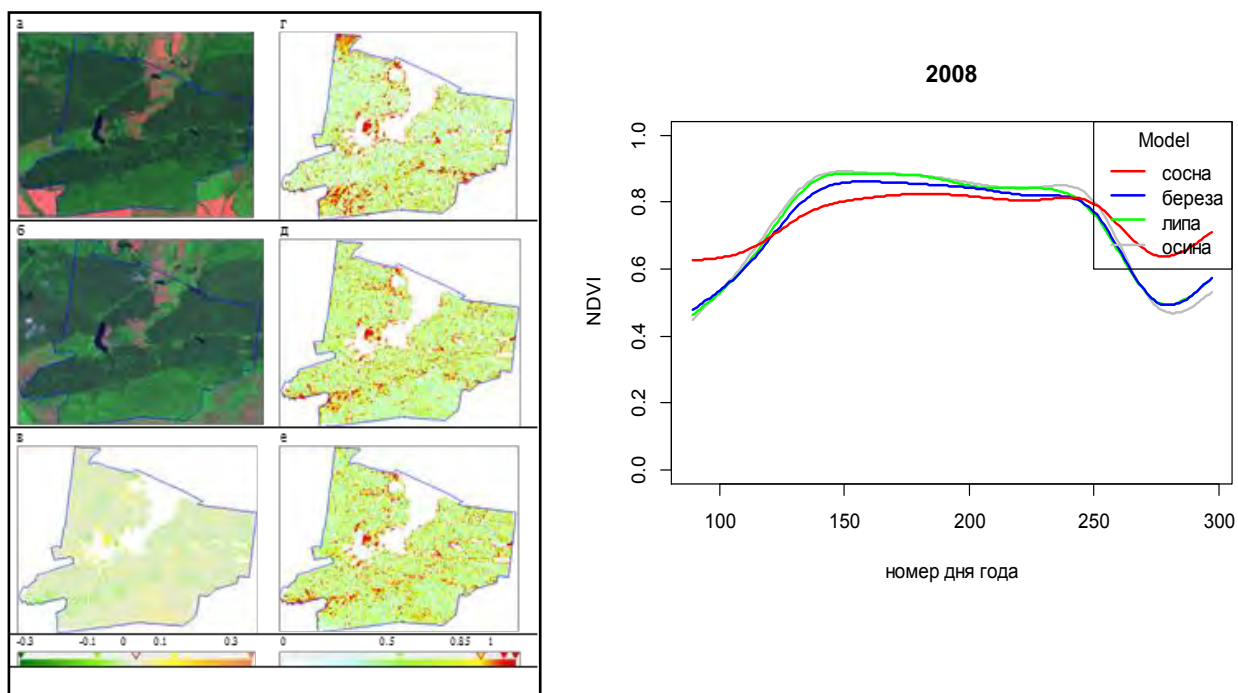 а г
б д
в е
-0.3 -0.1 0 0.1 0.3
0 0.5 0.85 1
2008
NDVI
0.0 0.2 0.4 0.6 0.8 1.0
100 150 200 250 300
номер дня года
Model
сосна
береза
липа
осина